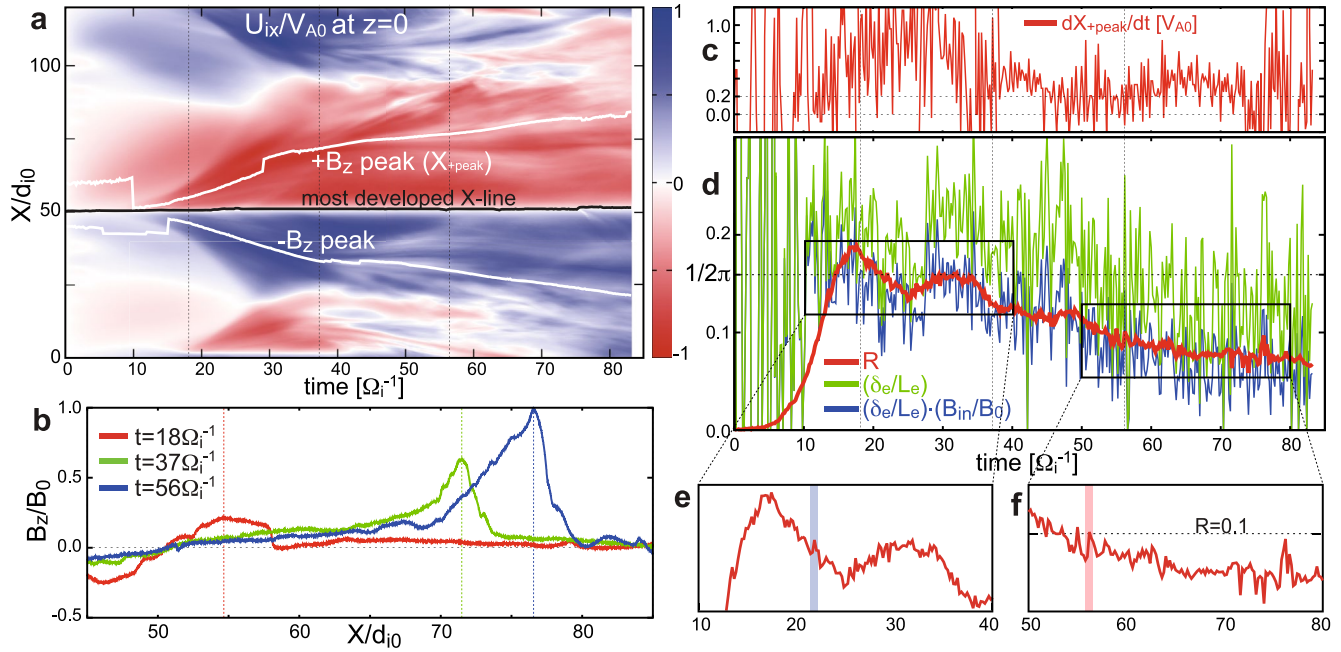 a
U_ix/V_A0 at z=0
+B_z peak (X_+peak)
most developed X-line
-B_z peak
X/d_i0
0
50
100
0
10
20
30
40
50
60
70
80
time [Ω_i^-1]
1
-0
-1
b
t=18Ω_i^-1
t=37Ω_i^-1
t=56Ω_i^-1
B_z/B_0
1.0
0.5
0.0
-0.5
50
60
70
80
X/d_i0
c
dX_+peak/dt [V_A0]
1.0
0.2
0.0
d
0.2
1/2π
0.1
0.0
R
(δ_e/L_e)
(δ_e/L_e)·(B_in/B_0)
0
10
20
30
40
50
60
70
80
time [Ω_i^-1]
e
10
20
30
40
f
R=0.1
50
60
70
80